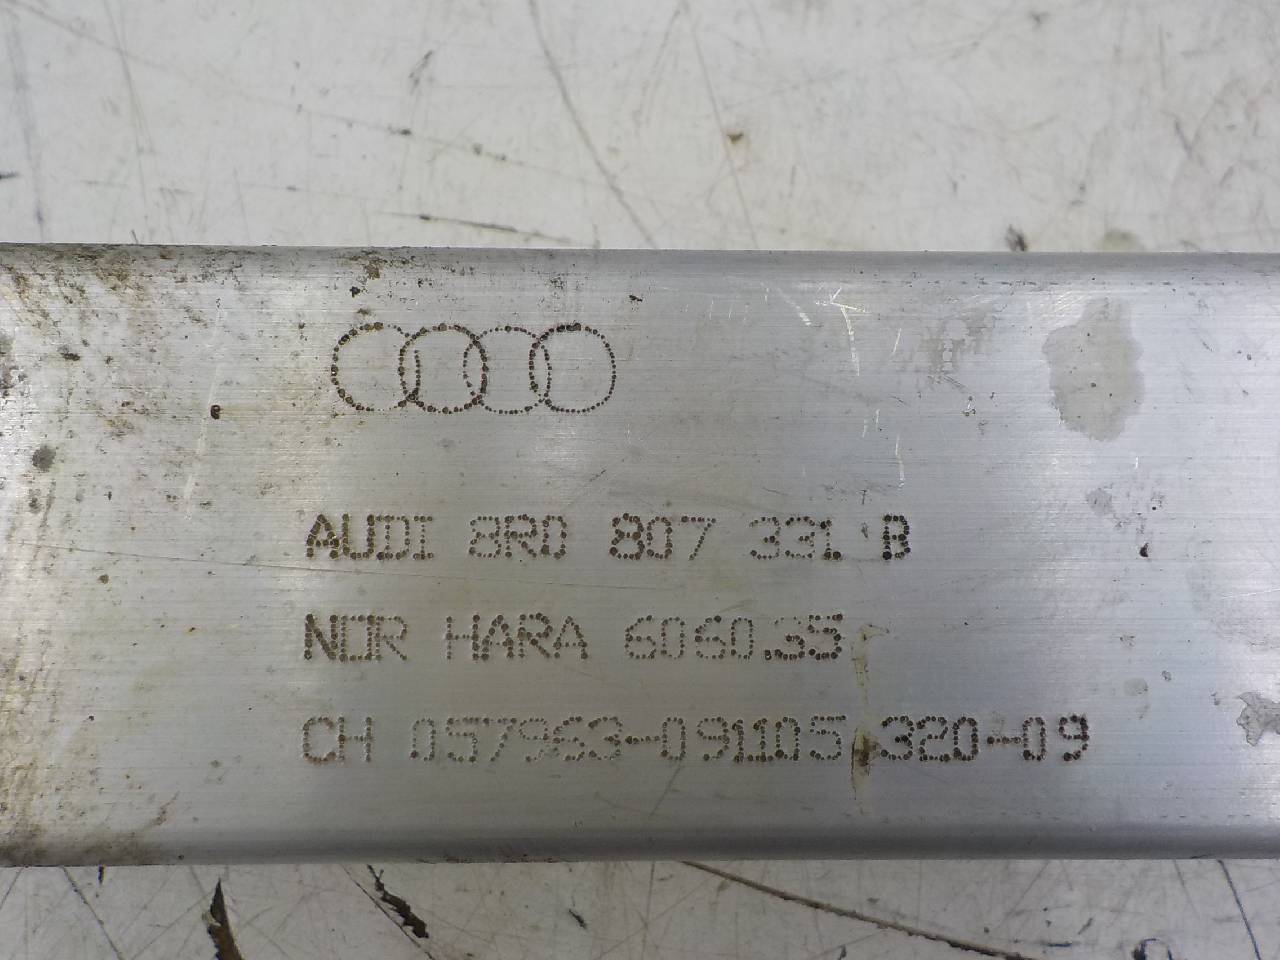 AUDI 8R0 807 331 B
NOR HARA 6060.35
CH 057963-091105 320-09